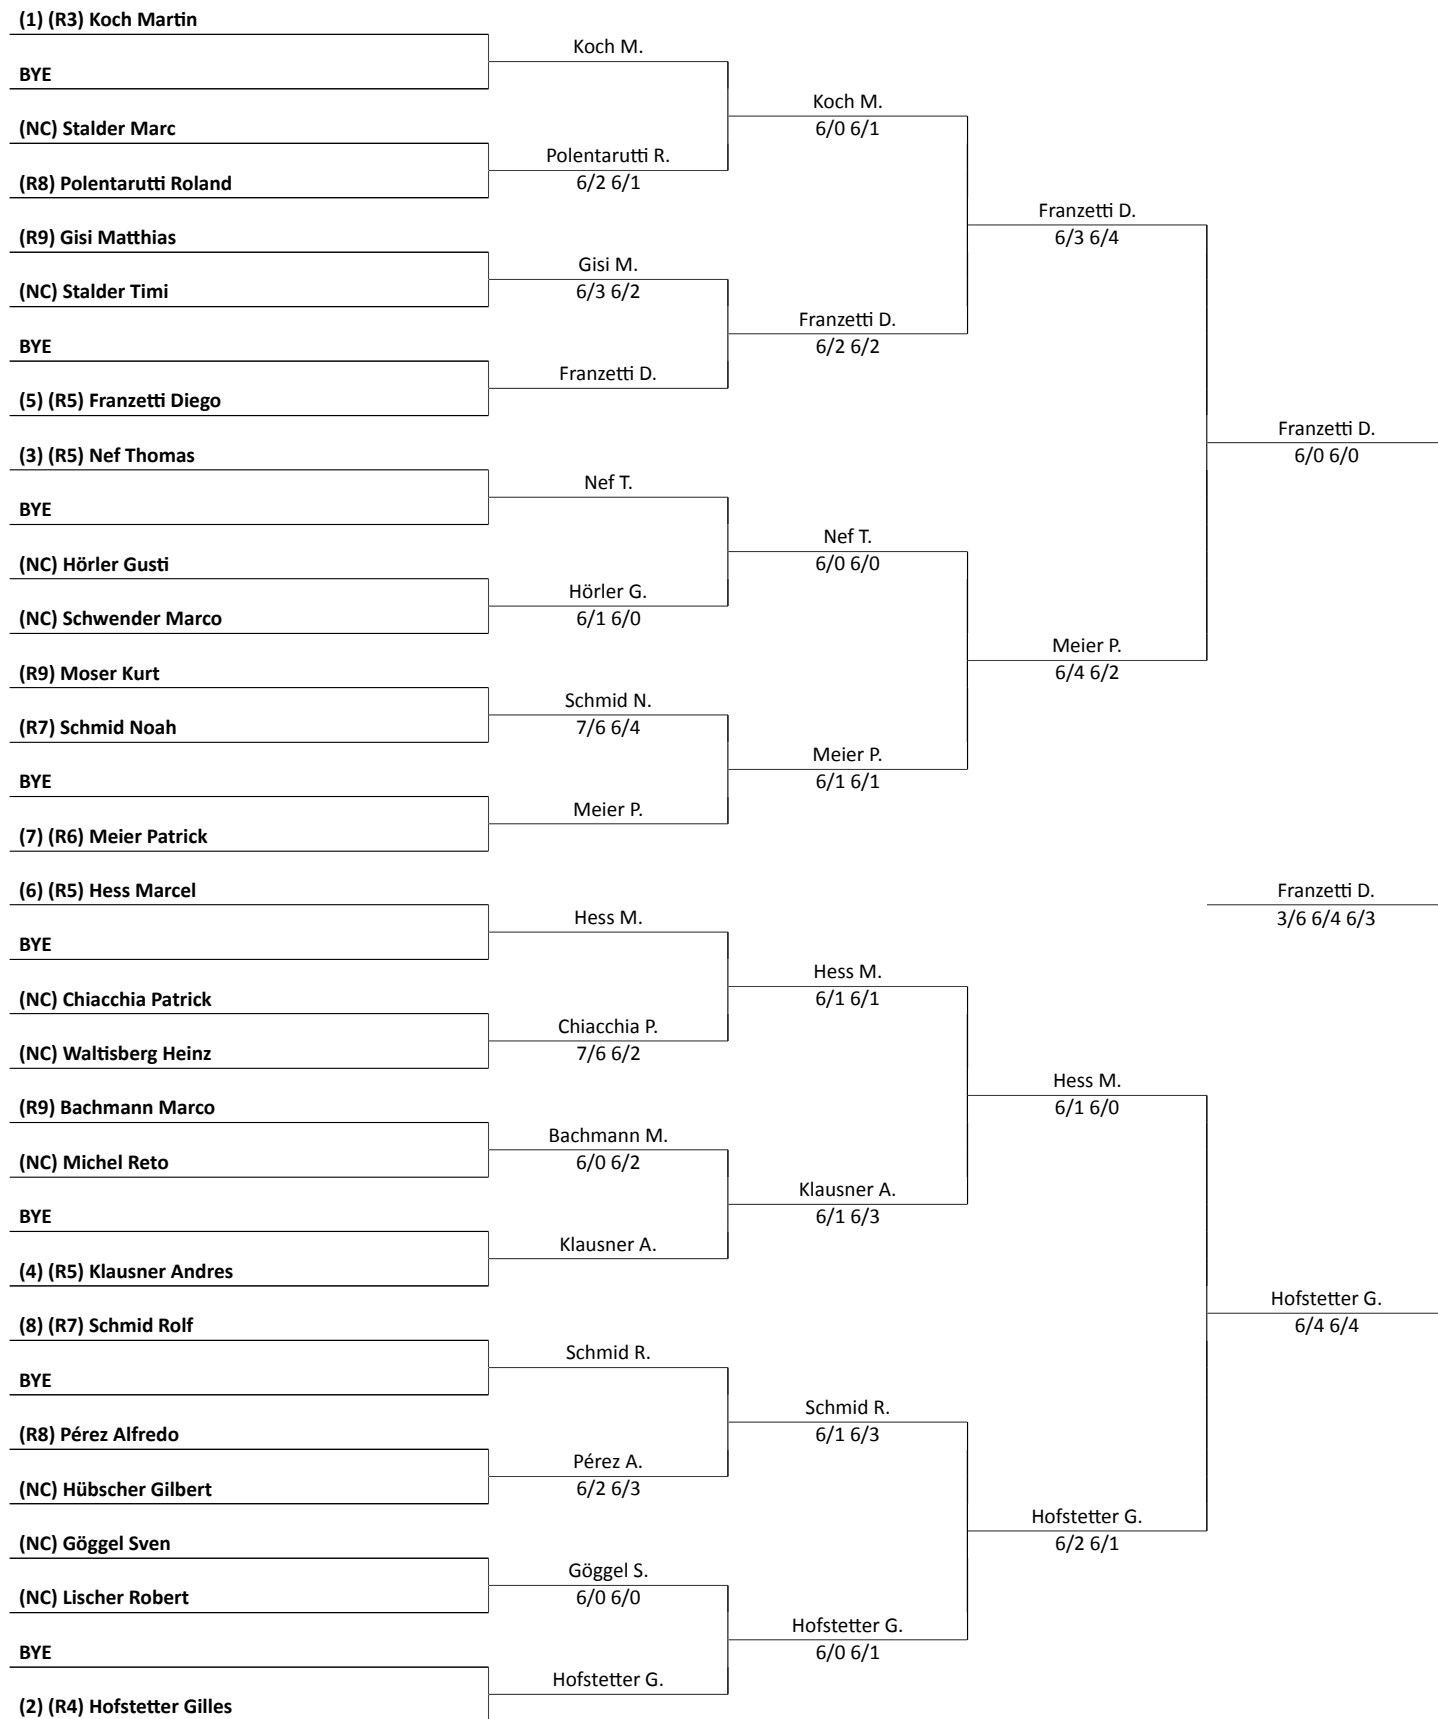 (1) (R3) Koch Martin
Koch M.
BYE
Koch M.
6/0 6/1
(NC) Stalder Marc
Polentarutti R.
6/2 6/1
(R8) Polentarutti Roland
Franzetti D.
6/3 6/4
(R9) Gisi Matthias
Gisi M.
6/3 6/2
(NC) Stalder Timi
Franzetti D.
6/2 6/2
BYE
Franzetti D.
(5) (R5) Franzetti Diego
Franzetti D.
6/0 6/0
(3) (R5) Nef Thomas
Nef T.
BYE
Nef T.
6/0 6/0
(NC) Hörler Gusti
Hörler G.
6/1 6/0
(NC) Schwender Marco
Meier P.
6/4 6/2
(R9) Moser Kurt
Schmid N.
7/6 6/4
(R7) Schmid Noah
Meier P.
6/1 6/1
BYE
Meier P.
(7) (R6) Meier Patrick
(6) (R5) Hess Marcel
Franzetti D.
3/6 6/4 6/3
Hess M.
BYE
Hess M.
6/1 6/1
(NC) Chiacchia Patrick
Chiacchia P.
7/6 6/2
(NC) Waltisberg Heinz
Hess M.
6/1 6/0
(R9) Bachmann Marco
Bachmann M.
6/0 6/2
(NC) Michel Reto
Klausner A.
6/1 6/3
BYE
Klausner A.
(4) (R5) Klausner Andres
Hofstetter G.
6/4 6/4
(8) (R7) Schmid Rolf
Schmid R.
BYE
Schmid R.
6/1 6/3
(R8) Pérez Alfredo
Pérez A.
6/2 6/3
(NC) Hübscher Gilbert
Hofstetter G.
6/2 6/1
(NC) Göggel Sven
Göggel S.
6/0 6/0
(NC) Lischer Robert
Hofstetter G.
6/0 6/1
BYE
Hofstetter G.
(2) (R4) Hofstetter Gilles